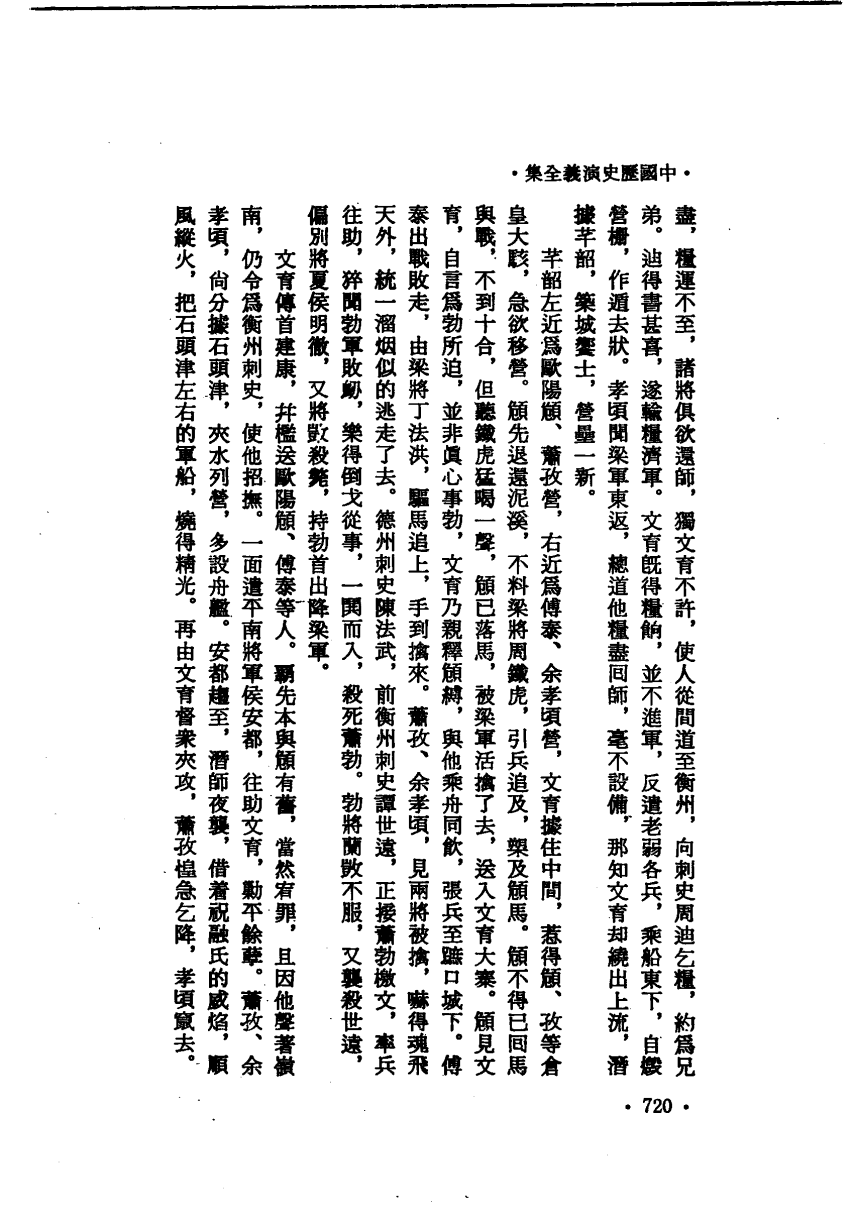 •中國歷史演義全集•
盡，糧運不至，諸將俱欲還師，獨文育不許，使人從間道至衡州，向刺史周迪乞糧，約爲兄
弟。迪得書甚喜，遂輸糧濟軍。文育旣得糧餉，並不進軍，反遣老弱各兵，乘船東下，自燬
營柵，作遁去狀。孝頃聞梁軍東返，總道他糧盡回師，毫不設備，那知文育却繞出上流，潛
據芊韶，築城饗士，營壘一新。
芊韶左近爲歐陽頠、蕭孜營，右近爲傅泰、余孝頃營，文育據住中間，惹得頠、孜等倉
皇大駭，急欲移營。頠先退還泥溪，不料梁將周鐵虎，引兵追及，槊及頠馬。頠不得已回馬
與戰，不到十合，但聽鐵虎猛喝一聲，頠已落馬，被梁軍活擒了去，送入文育大寨。頠見文
育，自言爲勃所迫，並非眞心事勃，文育乃親釋頠縛，與他乘舟同飲，張兵至蹠口城下。傅
泰出戰敗走，由梁將丁法洪，驅馬追上，手到擒來。蕭孜、余孝頃，見兩將被擒，嚇得魂飛
天外，統一溜烟似的逃走了去。德州刺史陳法武，前衡州刺史譚世遠，正接蕭勃檄文，率兵
往助，猝聞勃軍敗衂，樂得倒戈從事，一鬨而入，殺死蕭勃。勃將蘭敳不服，又襲殺世遠，
偏別將夏侯明徹，又將敳殺斃，持勃首出降梁軍。
文育傳首建康，幷檻送歐陽頠、傅泰等人。霸先本與頠有舊，當然宥罪，且因他聲著嶺
南，仍令爲衡州刺史，使他招撫。一面遣平南將軍侯安都，往助文育，勦平餘孽。蕭孜、余
孝頃，尙分據石頭津，夾水列營，多設舟艦。安都趨至，潛師夜襲，借着祝融氏的威焰，順
風縱火，把石頭津左右的軍船，燒得精光。再由文育督衆夾攻，蕭孜惶急乞降，孝頃竄去。
•720•